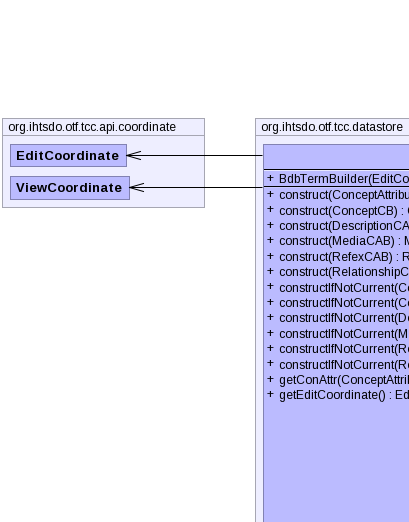 org.ihtsdo.otf.tcc.api.coordinate
EditCoordinate
ViewCoordinate
org.ihtsdo.otf.tcc.datastore
+ BdbTermBuilder(EditCo
+ construct(ConceptAttribu
+ construct(ConceptCB) :
+ construct(DescriptionCA
+ construct(MediaCAB) : M
+ construct(RefexCAB) : R
+ construct(RelationshipC
+ constructIfNotCurrent(Co
+ constructIfNotCurrent(Co
+ constructIfNotCurrent(De
+ constructIfNotCurrent(M
+ constructIfNotCurrent(Re
+ constructIfNotCurrent(Re
+ getConAttr(ConceptAttrib
+ getEditCoordinate() : Ed